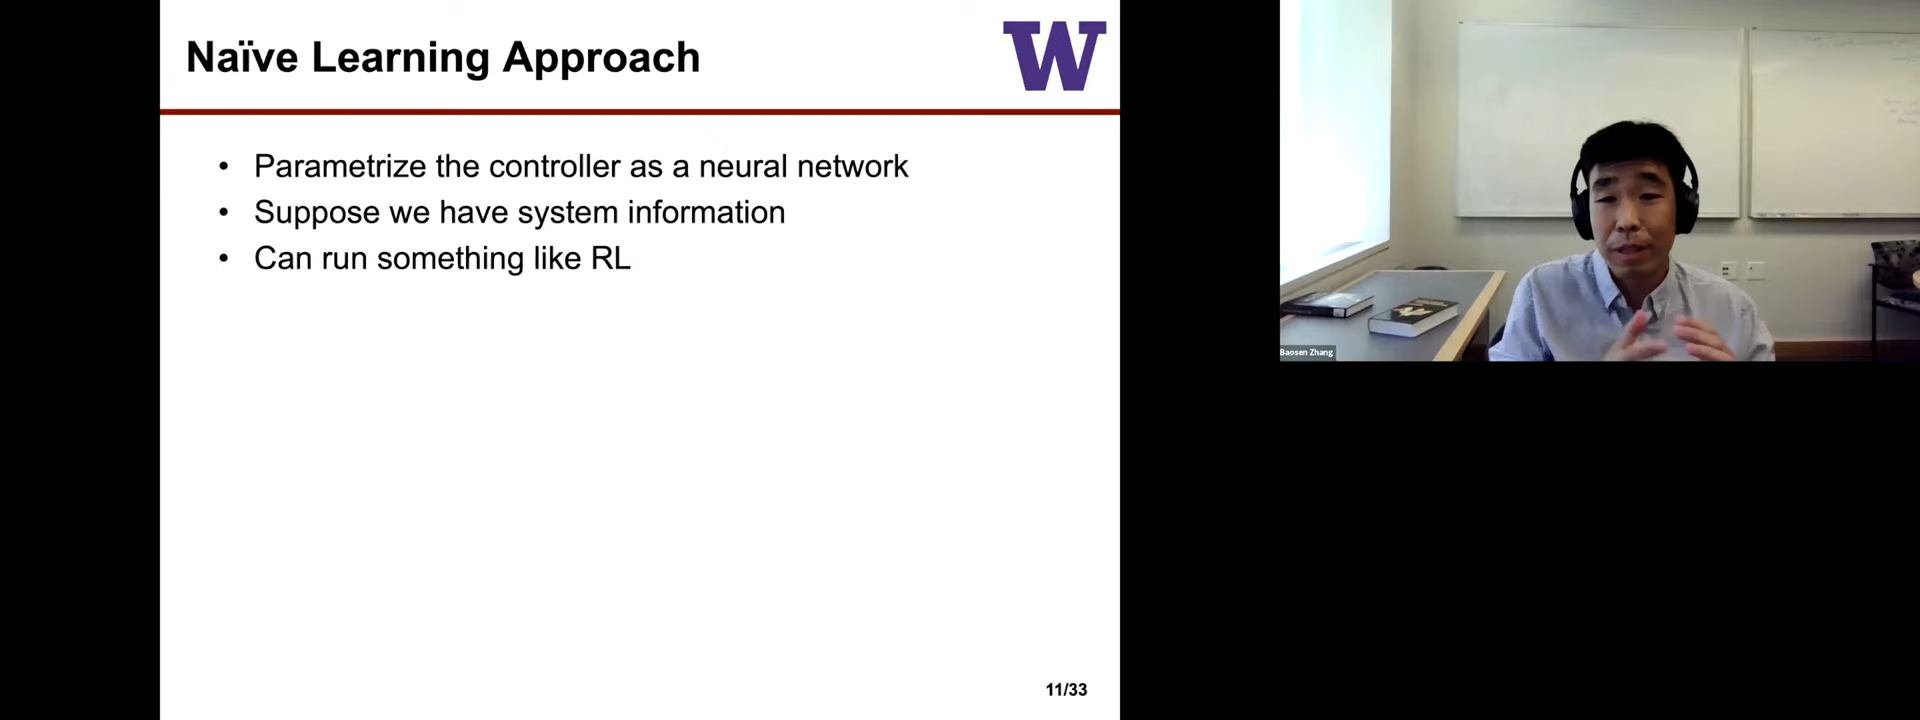 Naïve Learning Approach
W
• Parametrize the controller as a neural network
• Suppose we have system information
• Can run something like RL
11/33
Baosen Zhang